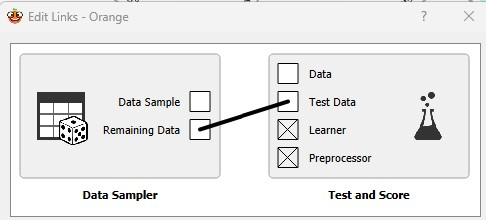 Edit Links - Orange
Data
Data Sample
Test Data
Remaining Data
Learner
Preprocessor
Data Sampler
Test and Score